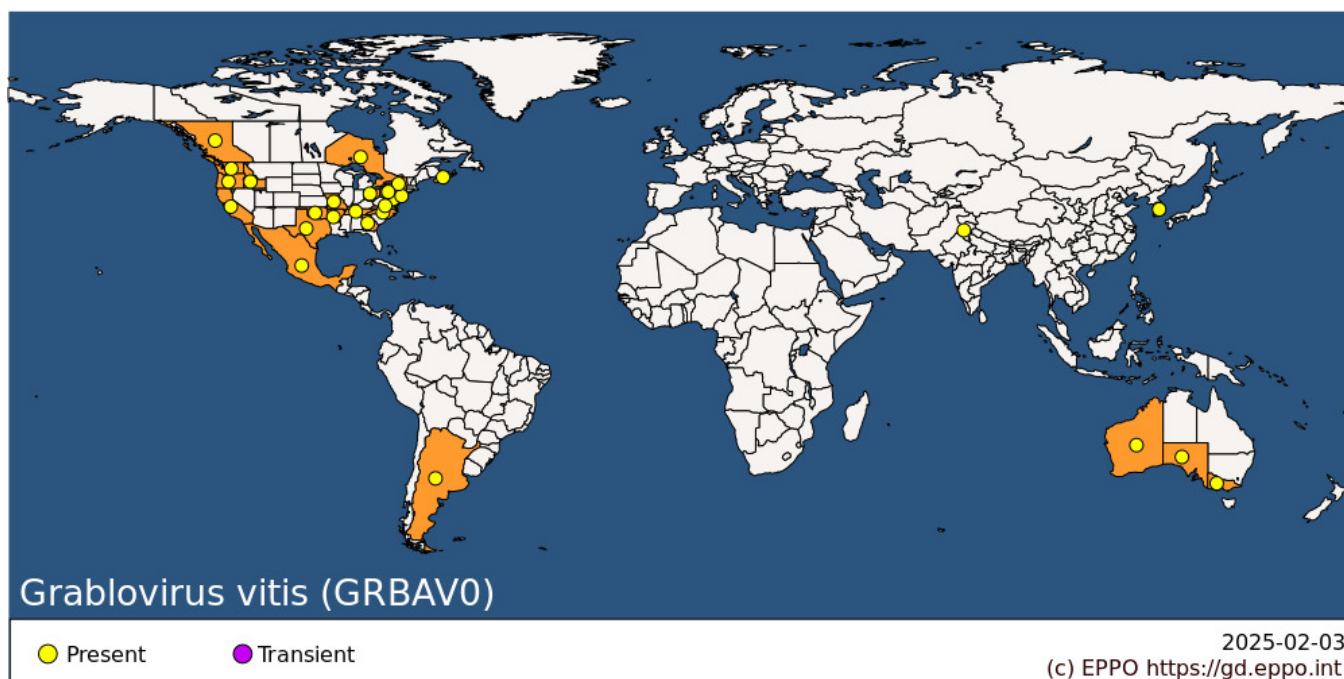 Grablovirus vitis (GRBAV0)
Present
Transient
2025-02-03
(c) EPPO https://gd.eppo.int